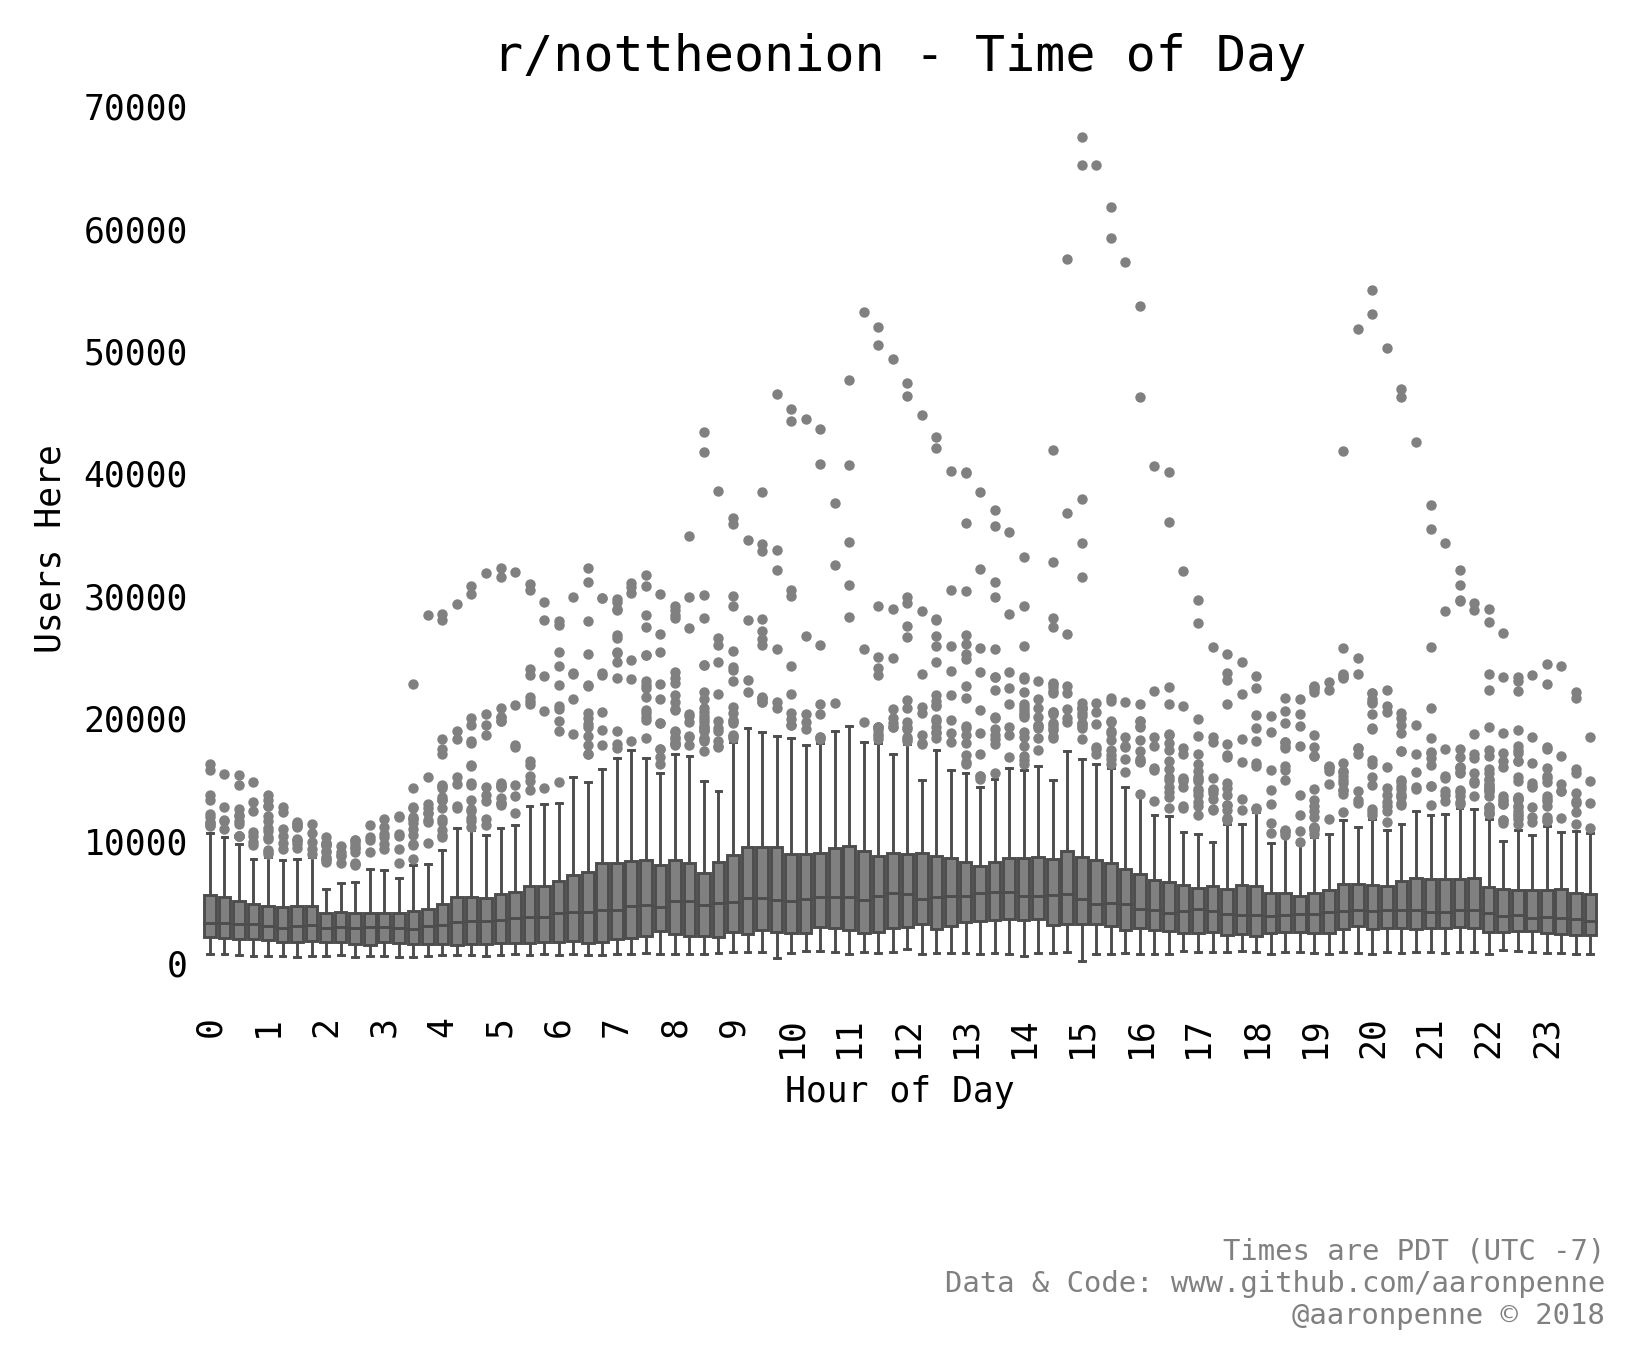 r/nottheonion - Time of Day
70000
60000
50000
40000
30000
20000
10000
0
Users Here
0 1 2 3 4 5 6 7 8 9 10 11 12 13 14 15 16 17 18 19 20 21 22 23
Hour of Day
Times are PDT (UTC -7)
Data & Code: www.github.com/aaronpenne
@aaronpenne © 2018